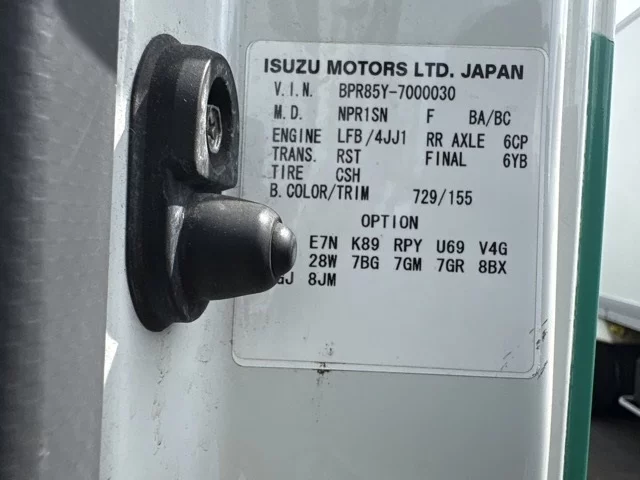 ISUZU MOTORS LTD. JAPAN
V.I.N. BPR85Y-7000030
M.D. NPR1SN F BA/BC
ENGINE LFB/4JJ1 RR AXLE 6CP
TRANS. RST FINAL 6YB
TIRE CSH
B.COLOR/TRIM 729/155
OPTION
E7N K89 RPY U69 V4G
28W 7BG 7GM 7GR 8BX
8JM